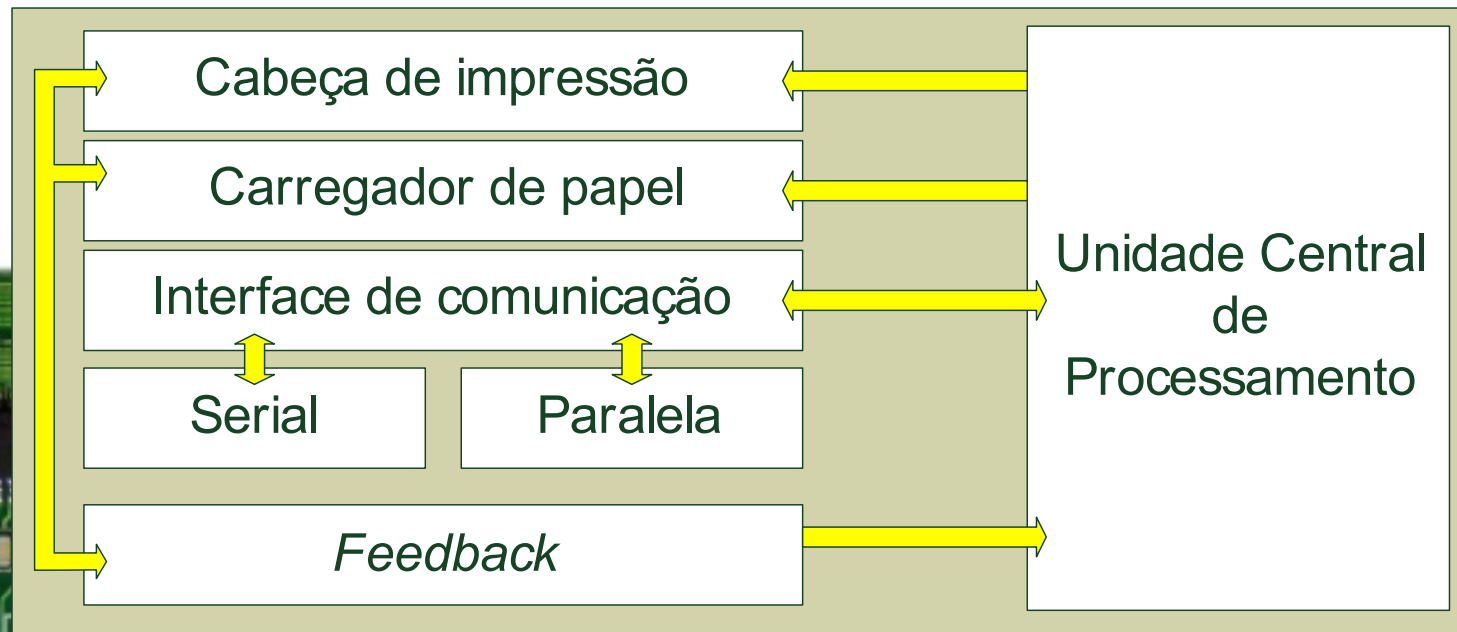 Cabeça de impressão
Carregador de papel
Interface de comunicação
Serial
Paralela
Feedback
Unidade Central
de
Processamento